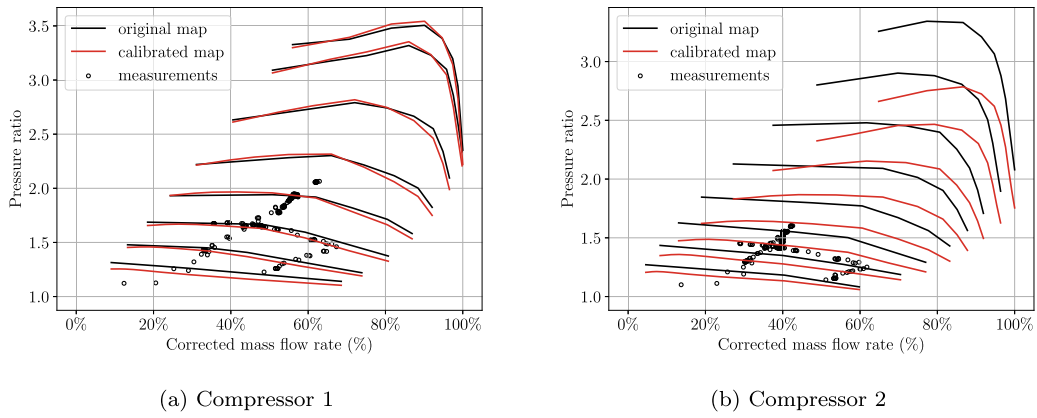 original map
calibrated map
measurements
3.5
3.0
2.5
2.0
1.5
1.0
Pressure ratio
0% 20% 40% 60% 80% 100%
Corrected mass flow rate (%)
(a) Compressor 1
original map
calibrated map
measurements
3.0
2.5
2.0
1.5
1.0
Pressure ratio
0% 20% 40% 60% 80% 100%
Corrected mass flow rate (%)
(b) Compressor 2